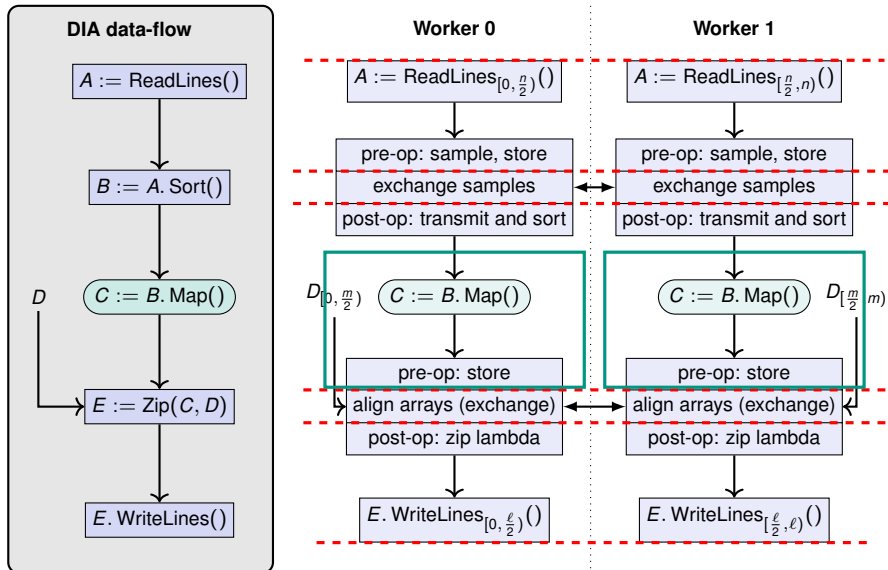 DIA data-flow
A := ReadLines()
B := A. Sort()
C := B. Map()
D
E := Zip(C, D)
E. WriteLines()
Worker 0
A := ReadLines[0, n/2)()
pre-op: sample, store
exchange samples
post-op: transmit and sort
D[0, m/2)
C := B. Map()
pre-op: store
align arrays (exchange)
post-op: zip lambda
E. WriteLines[0, ℓ/2)()
Worker 1
A := ReadLines[n/2, n)()
pre-op: sample, store
exchange samples
post-op: transmit and sort
C := B. Map()
D[m/2 m)
pre-op: store
align arrays (exchange)
post-op: zip lambda
E. WriteLines[ℓ/2, ℓ)()